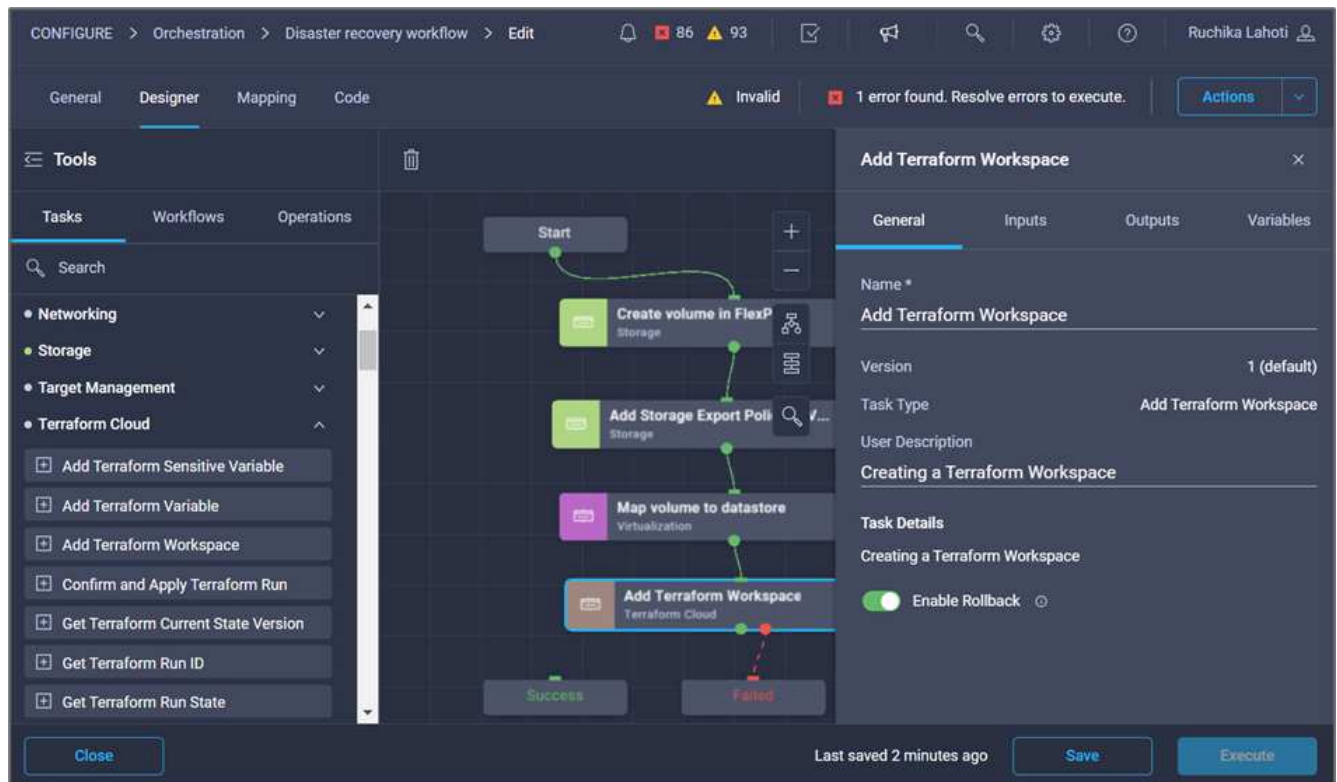 CONFIGURE > Orchestration > Disaster recovery workflow > Edit 86 93 Ruchika Lahoti
General Designer Mapping Code Invalid 1 error found. Resolve errors to execute. Actions
Tools
Tasks Workflows Operations
Search
Networking
Storage
Target Management
Terraform Cloud
Add Terraform Sensitive Variable
Add Terraform Variable
Add Terraform Workspace
Confirm and Apply Terraform Run
Get Terraform Current State Version
Get Terraform Run ID
Get Terraform Run State
Start
Create volume in FlexP
Storage
Add Storage Export Poli V...
Storage
Map volume to datastore
Virtualization
Add Terraform Workspace
Terraform Cloud
Success Failed
Add Terraform Workspace
General Inputs Outputs Variables
Name *
Add Terraform Workspace
Version 1 (default)
Task Type Add Terraform Workspace
User Description
Creating a Terraform Workspace
Task Details
Creating a Terraform Workspace
Enable Rollback
Close Last saved 2 minutes ago Save Execute